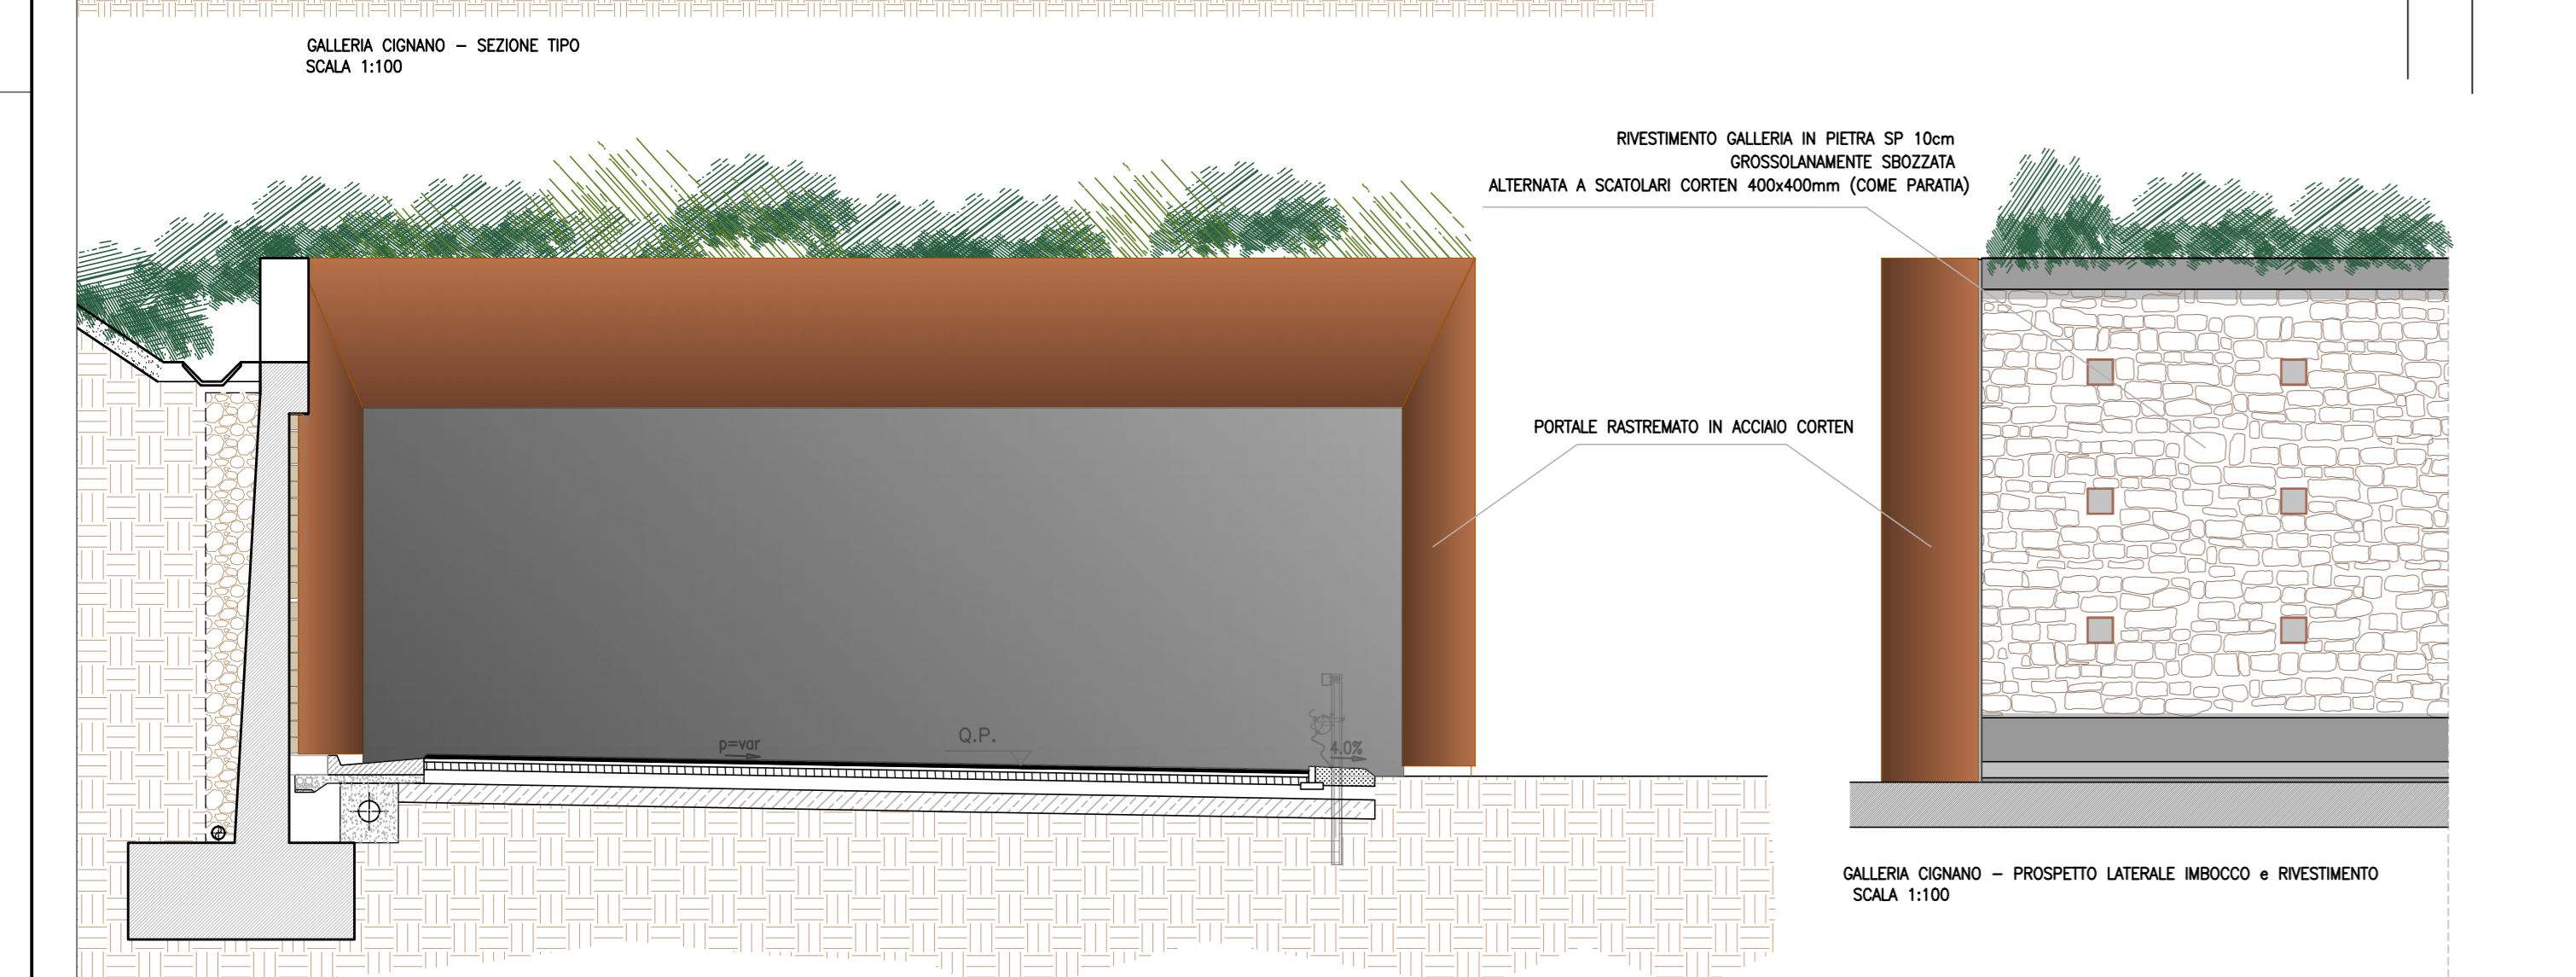 GALLERIA CIGNANO – SEZIONE TIPO
SCALA 1:100
RIVESTIMENTO GALLERIA IN PIETRA SP 10cm
GROSSOLANAMENTE SBOZZATA
ALTERNATA A SCATOLARI CORTEN 400x400mm (COME PARATIA)
PORTALE RASTREMATO IN ACCIAIO CORTEN
p=var
Q.P.
4.0%
GALLERIA CIGNANO – PROSPETTO LATERALE IMBOCCO e RIVESTIMENTO
SCALA 1:100